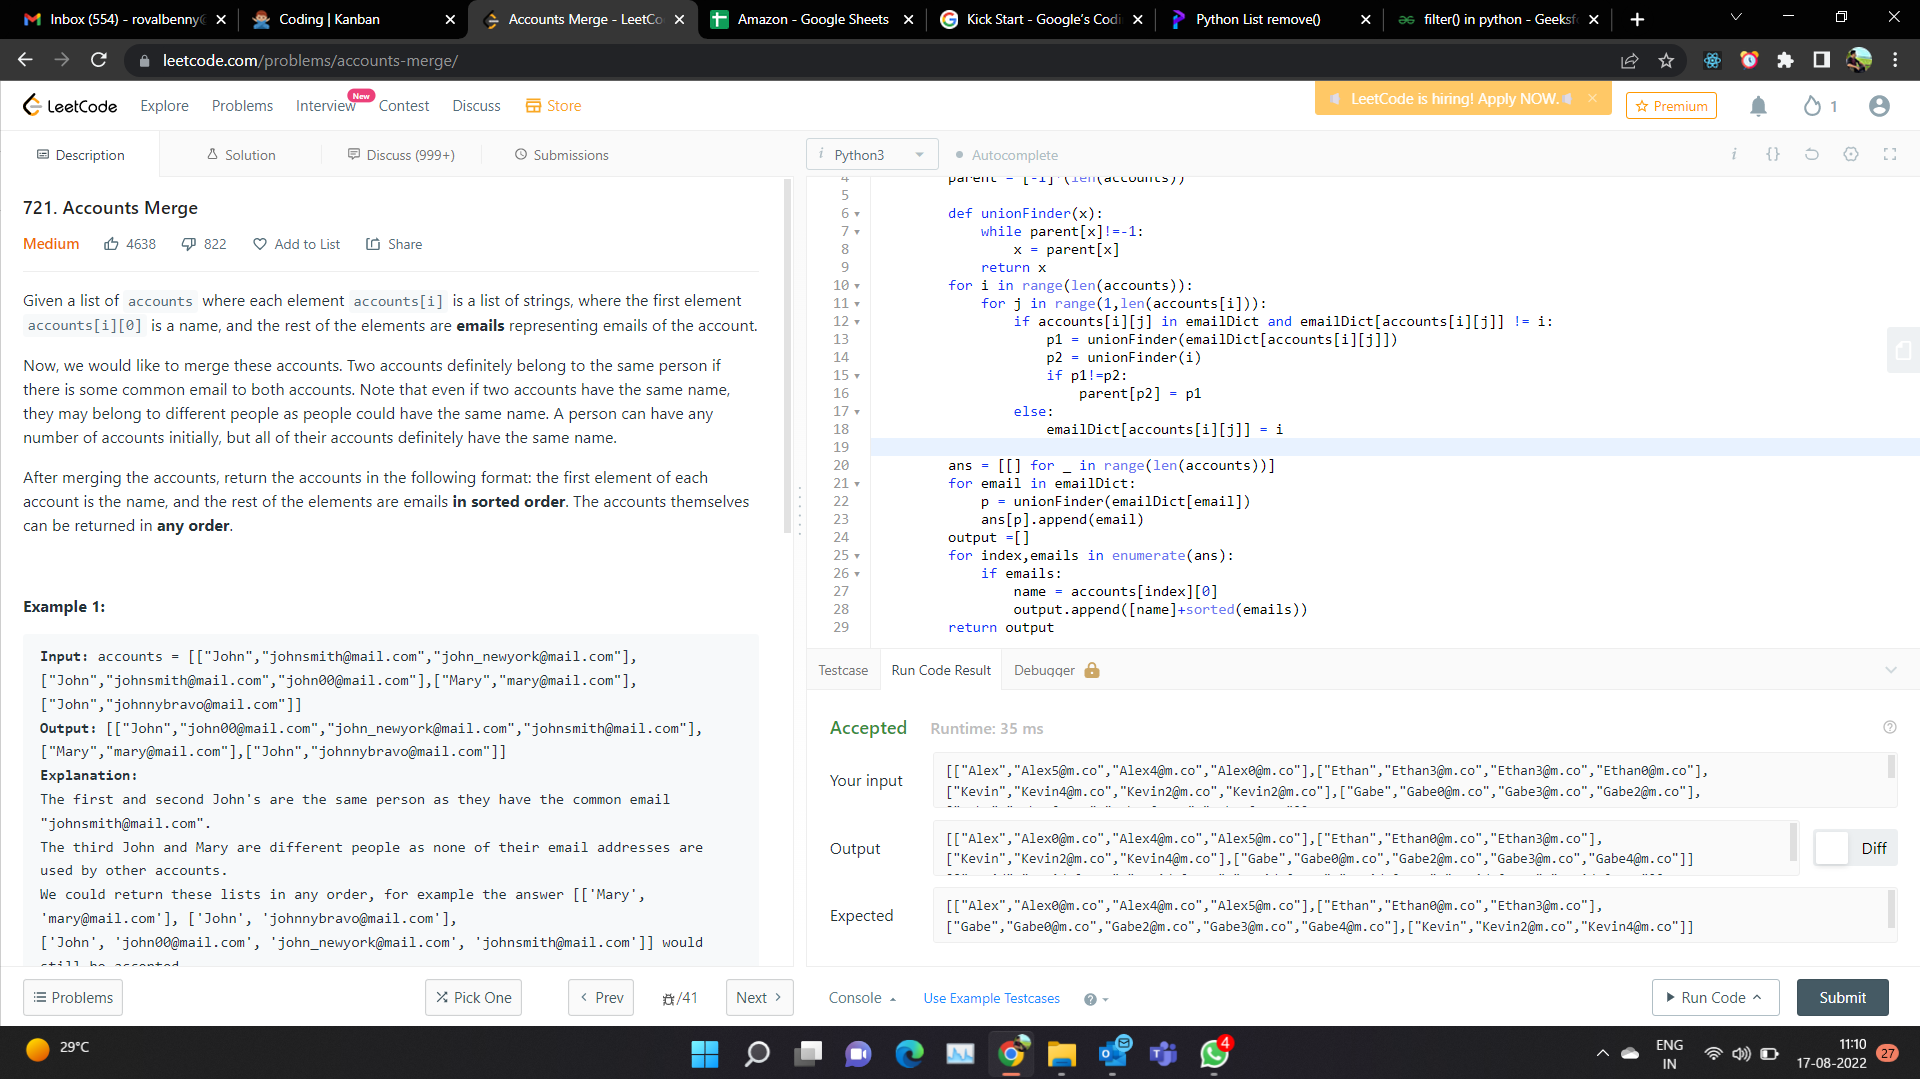 Inbox (554) - rovalbenny@
Coding | Kanban
Accounts Merge - LeetCo
Amazon - Google Sheets
Kick Start - Google's Codi
Python List remove()
filter() in python - Geeksf
leetcode.com/problems/accounts-merge/
LeetCode
Explore
Problems
Interview
New
Contest
Discuss
Store
LeetCode is hiring! Apply NOW.
Premium
1
Description
Solution
Discuss (999+)
Submissions
i Python3
Autocomplete
i {}
721. Accounts Merge
Medium
4638
822
Add to List
Share
Given a list of accounts where each element accounts[i] is a list of strings, where the first element
accounts[i][0] is a name, and the rest of the elements are emails representing emails of the account.
Now, we would like to merge these accounts. Two accounts definitely belong to the same person if
there is some common email to both accounts. Note that even if two accounts have the same name,
they may belong to different people as people could have the same name. A person can have any
number of accounts initially, but all of their accounts definitely have the same name.
After merging the accounts, return the accounts in the following format: the first element of each
account is the name, and the rest of the elements are emails in sorted order. The accounts themselves
can be returned in any order.
Example 1:
Input: accounts = [["John","johnsmith@mail.com","john_newyork@mail.com"],
["John","johnsmith@mail.com","john00@mail.com"],["Mary","mary@mail.com"],
["John","johnnybravo@mail.com"]]
Output: [["John","john00@mail.com","john_newyork@mail.com","johnsmith@mail.com"],
["Mary","mary@mail.com"],["John","johnnybravo@mail.com"]]
Explanation:
The first and second John's are the same person as they have the common email
"johnsmith@mail.com".
The third John and Mary are different people as none of their email addresses are
used by other accounts.
We could return these lists in any order, for example the answer [['Mary',
'mary@mail.com'], ['John', 'johnnybravo@mail.com'],
['John', 'john00@mail.com', 'john_newyork@mail.com', 'johnsmith@mail.com']] would
still be accepted
4 parent = [-1]*(len(accounts))
5
6 def unionFinder(x):
7 while parent[x]!=-1:
8 x = parent[x]
9 return x
10 for i in range(len(accounts)):
11 for j in range(1,len(accounts[i])):
12 if accounts[i][j] in emailDict and emailDict[accounts[i][j]] != i:
13 p1 = unionFinder(emailDict[accounts[i][j]])
14 p2 = unionFinder(i)
15 if p1!=p2:
16 parent[p2] = p1
17 else:
18 emailDict[accounts[i][j]] = i
19
20 ans = [[] for _ in range(len(accounts))]
21 for email in emailDict:
22 p = unionFinder(emailDict[email])
23 ans[p].append(email)
24 output =[]
25 for index,emails in enumerate(ans):
26 if emails:
27 name = accounts[index][0]
28 output.append([name]+sorted(emails))
29 return output
Testcase
Run Code Result
Debugger
Accepted
Runtime: 35 ms
Your input
[["Alex","Alex5@m.co","Alex4@m.co","Alex0@m.co"],["Ethan","Ethan3@m.co","Ethan3@m.co","Ethan0@m.co"],
["Kevin","Kevin4@m.co","Kevin2@m.co","Kevin2@m.co"],["Gabe","Gabe0@m.co","Gabe3@m.co","Gabe2@m.co"],
Output
[["Alex","Alex0@m.co","Alex4@m.co","Alex5@m.co"],["Ethan","Ethan0@m.co","Ethan3@m.co"],
["Kevin","Kevin2@m.co","Kevin4@m.co"],["Gabe","Gabe0@m.co","Gabe2@m.co","Gabe3@m.co","Gabe4@m.co"]]
Diff
Expected
[["Alex","Alex0@m.co","Alex4@m.co","Alex5@m.co"],["Ethan","Ethan0@m.co","Ethan3@m.co"],
["Gabe","Gabe0@m.co","Gabe2@m.co","Gabe3@m.co","Gabe4@m.co"],["Kevin","Kevin2@m.co","Kevin4@m.co"]]
Problems
Pick One
Prev
/41
Next
Console
Use Example Testcases
Run Code
Submit
29°C
4
ENG
IN
11:10
17-08-2022
27